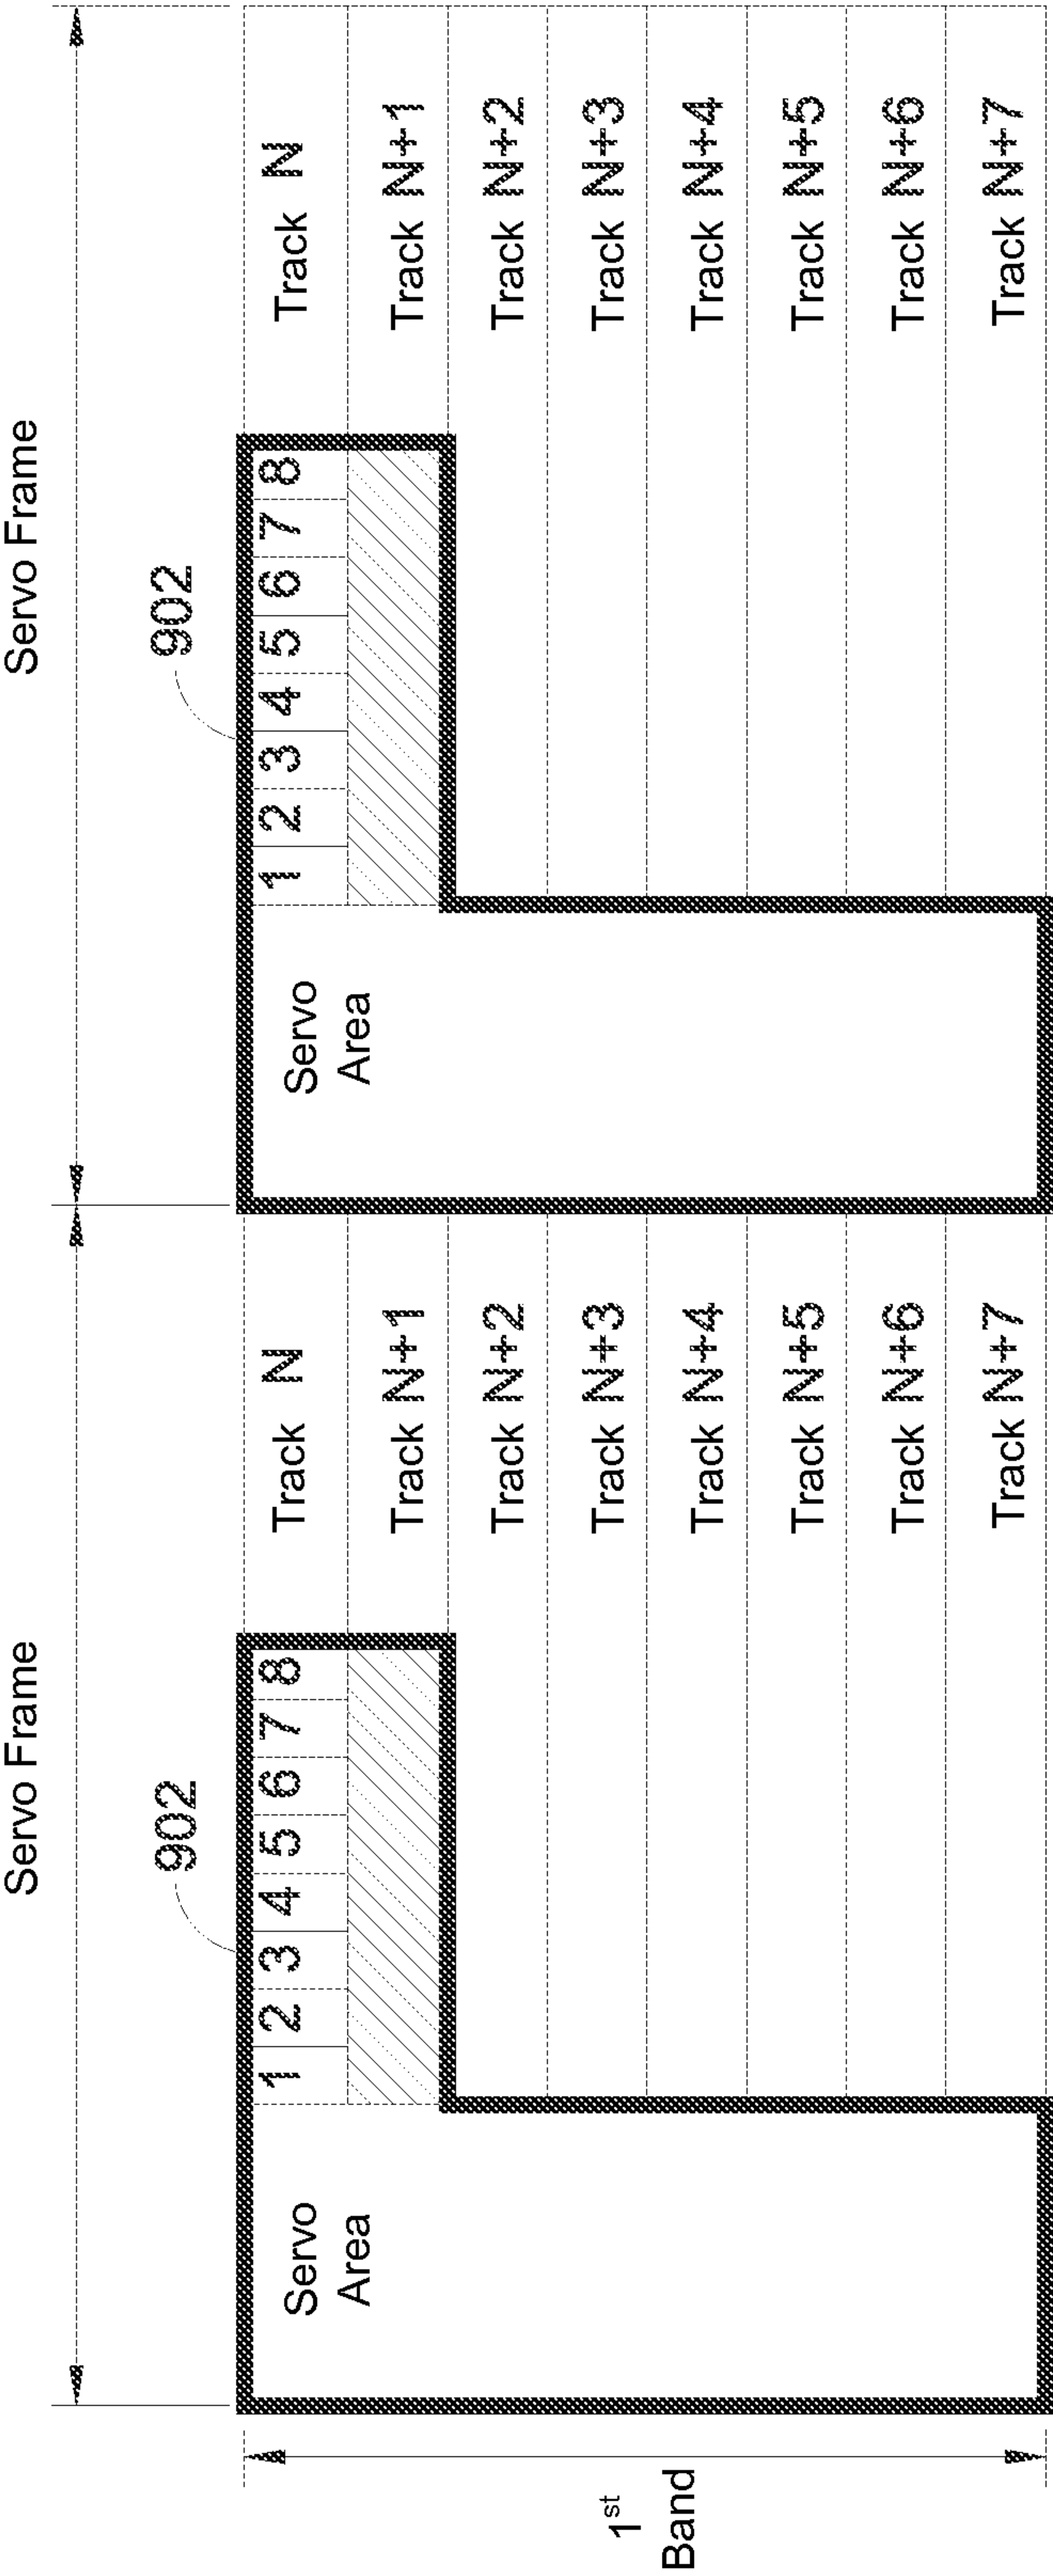 Servo Frame
Servo Frame
902
902
1 2 3 4 5 6 7 8
Track N
1 2 3 4 5 6 7 8
Track N
Servo
Area
Servo
Area
Track N+1
Track N+1
Track N+2
Track N+2
Track N+3
Track N+3
Track N+4
Track N+4
Track N+5
Track N+5
Track N+6
Track N+6
Track N+7
Track N+7
1st
Band